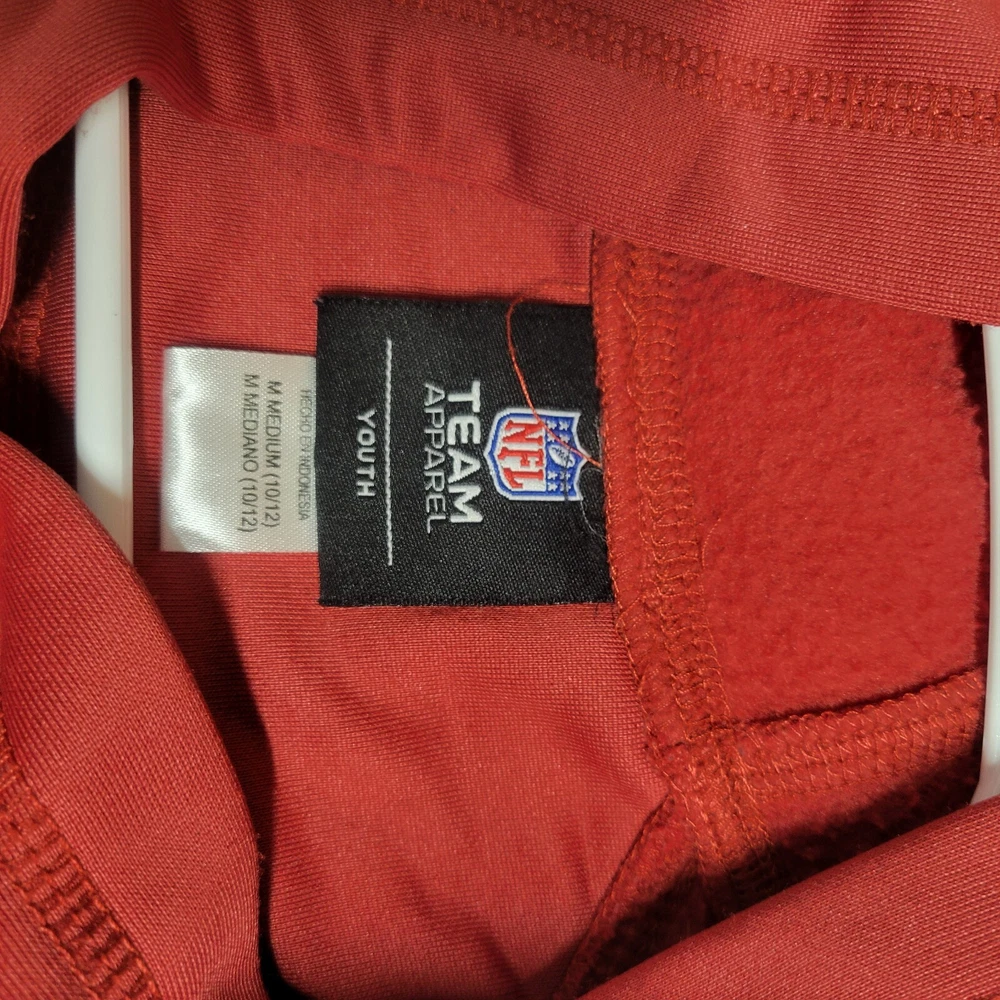 NFL
TEAM
APPAREL
YOUTH
HECHO EN INDONESIA
M MEDIUM (10/12)
M MEDIANO (10/12)